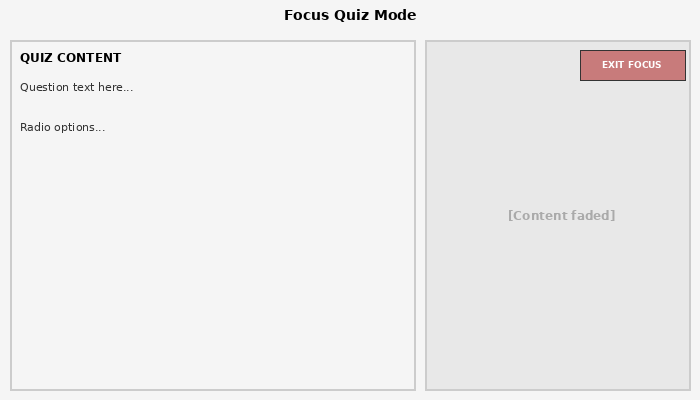 Focus Quiz Mode
QUIZ CONTENT
Question text here...
Radio options...
EXIT FOCUS
[Content faded]